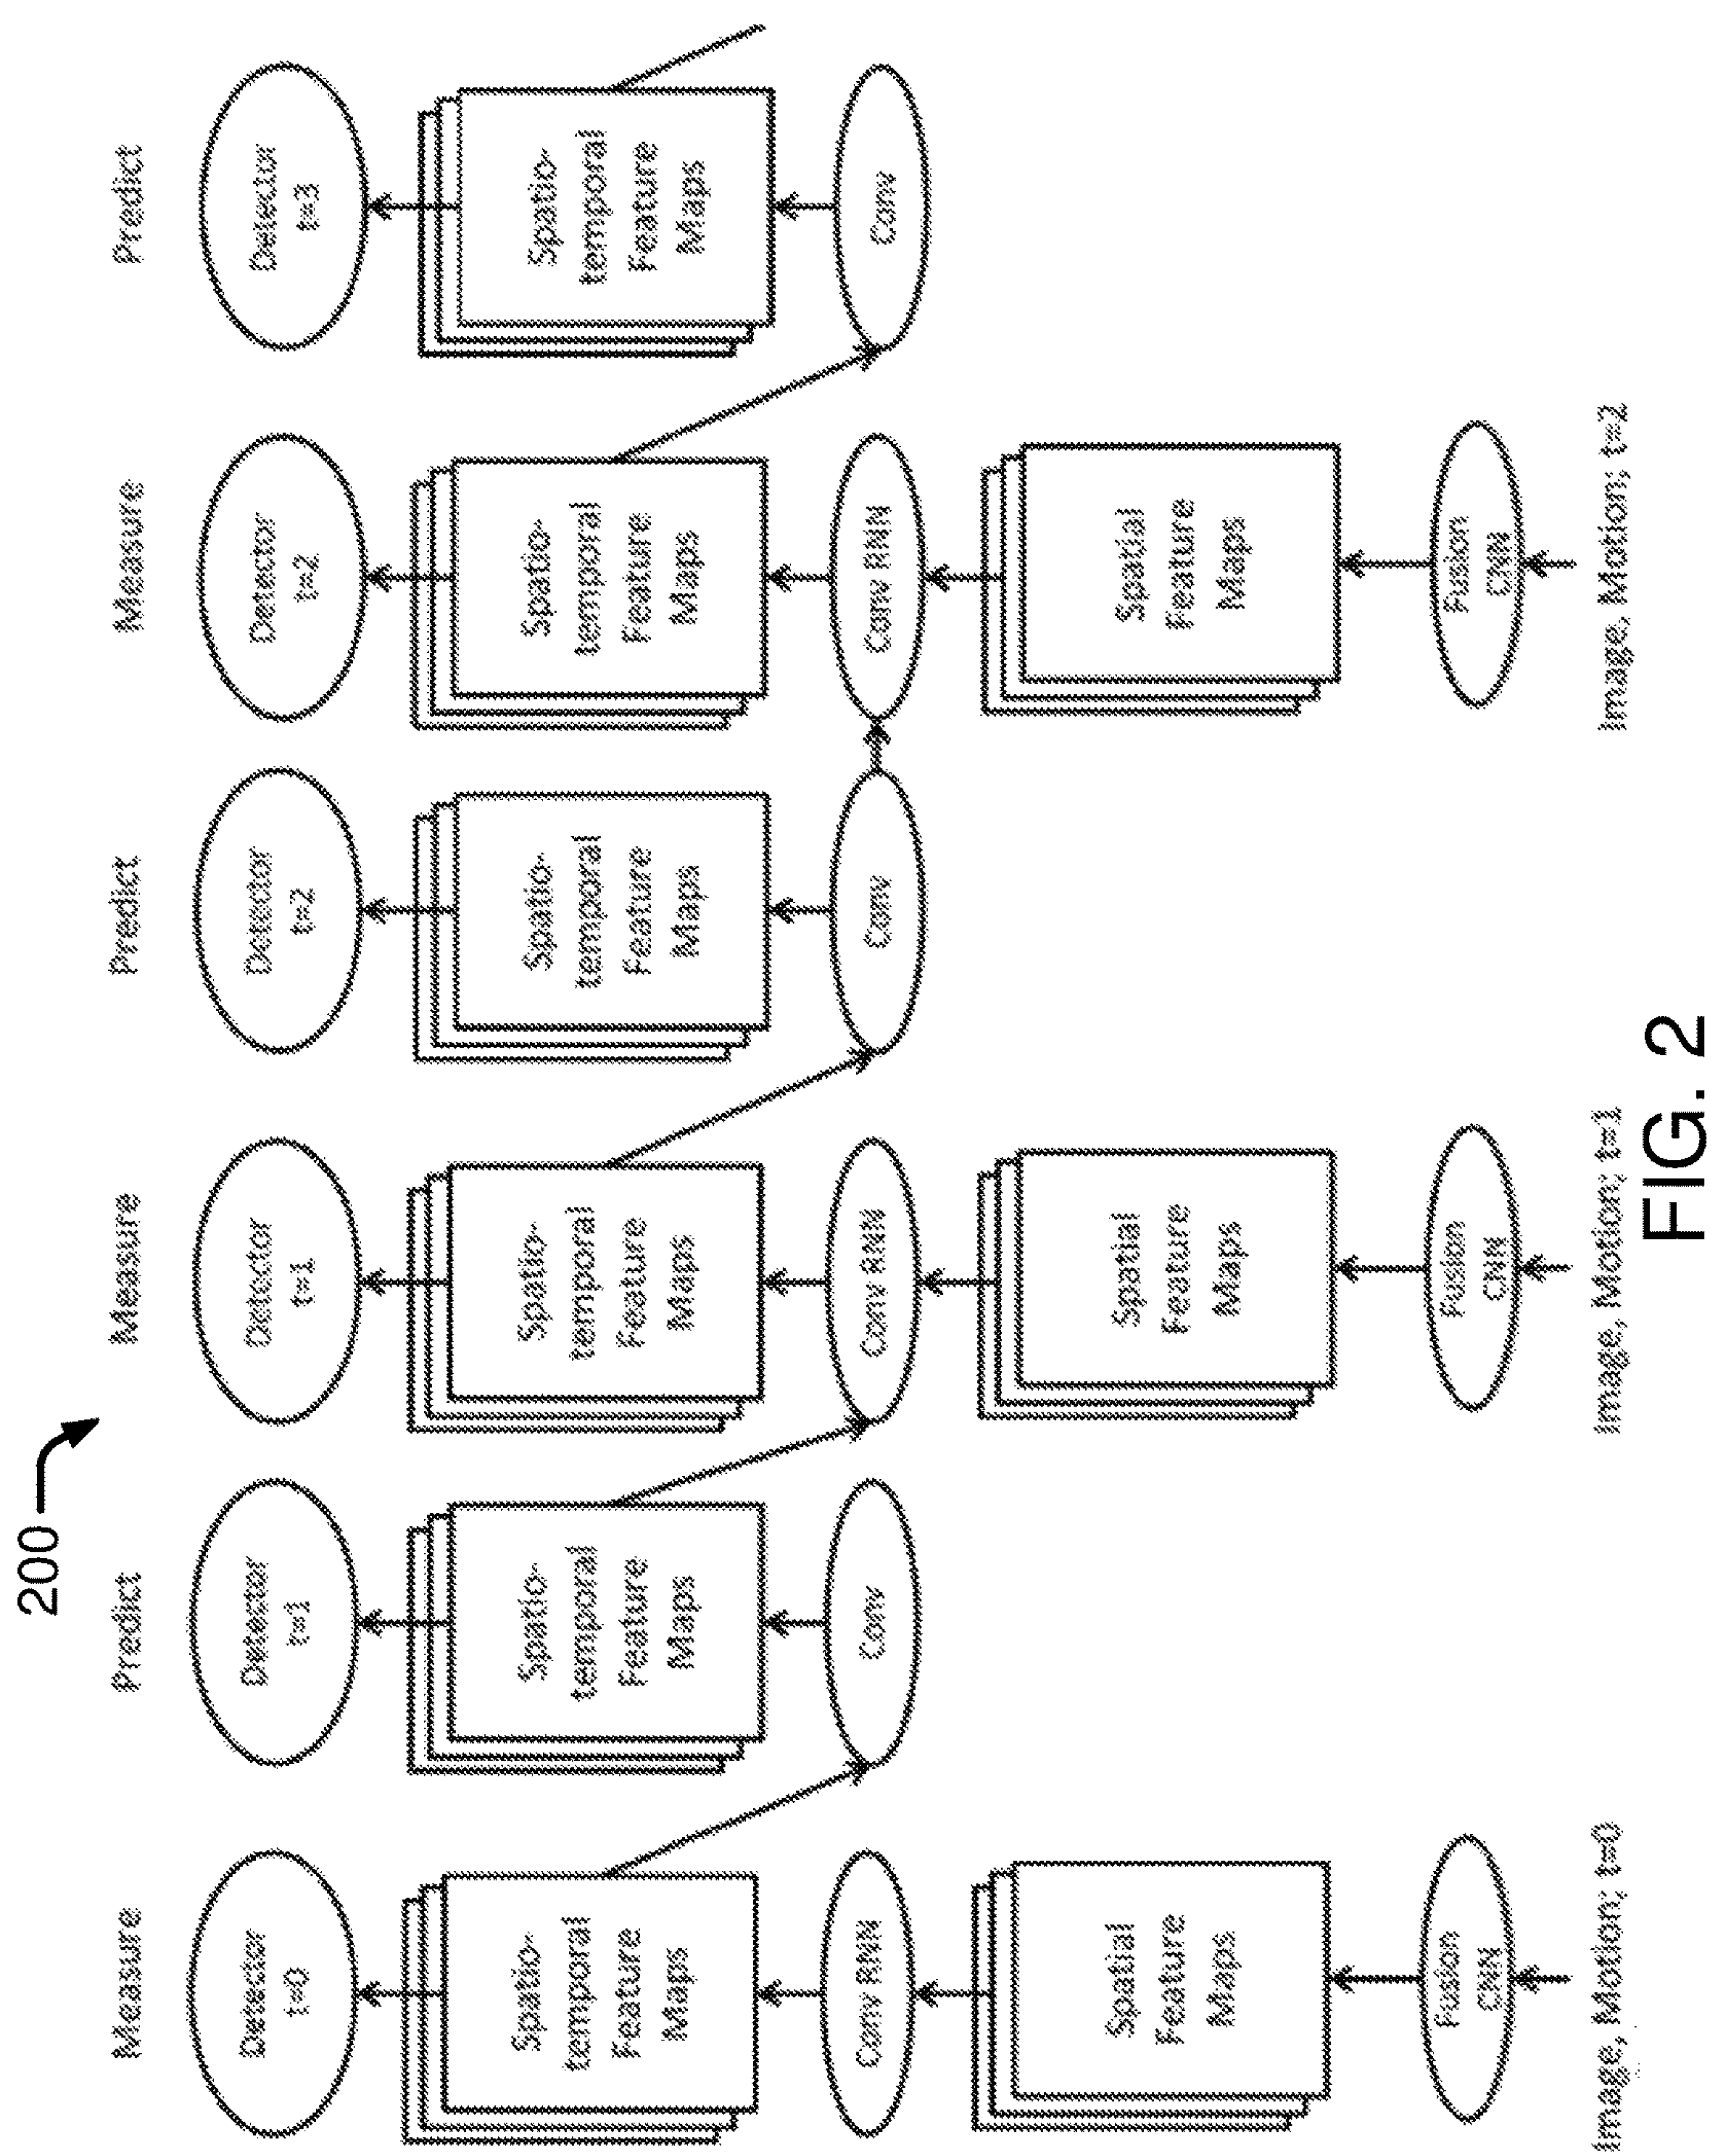 200
Measure
Predict
Measure
Predict
Measure
Predict
Detector
t=0
Detector
t=1
Detector
t=1
Detector
t=2
Detector
t=2
Detector
t=3
Spatio-
temporal
Feature
Maps
Spatio-
temporal
Feature
Maps
Spatio-
temporal
Feature
Maps
Spatio-
temporal
Feature
Maps
Spatio-
temporal
Feature
Maps
Spatio-
temporal
Feature
Maps
Conv RNN
Conv
Conv RNN
Conv
Conv RNN
Conv
Spatial
Feature
Maps
Spatial
Feature
Maps
Spatial
Feature
Maps
Fusion
CNN
Fusion
CNN
Fusion
CNN
Image, Motion; t=0
Image, Motion; t=1
Image, Motion; t=2
FIG. 2